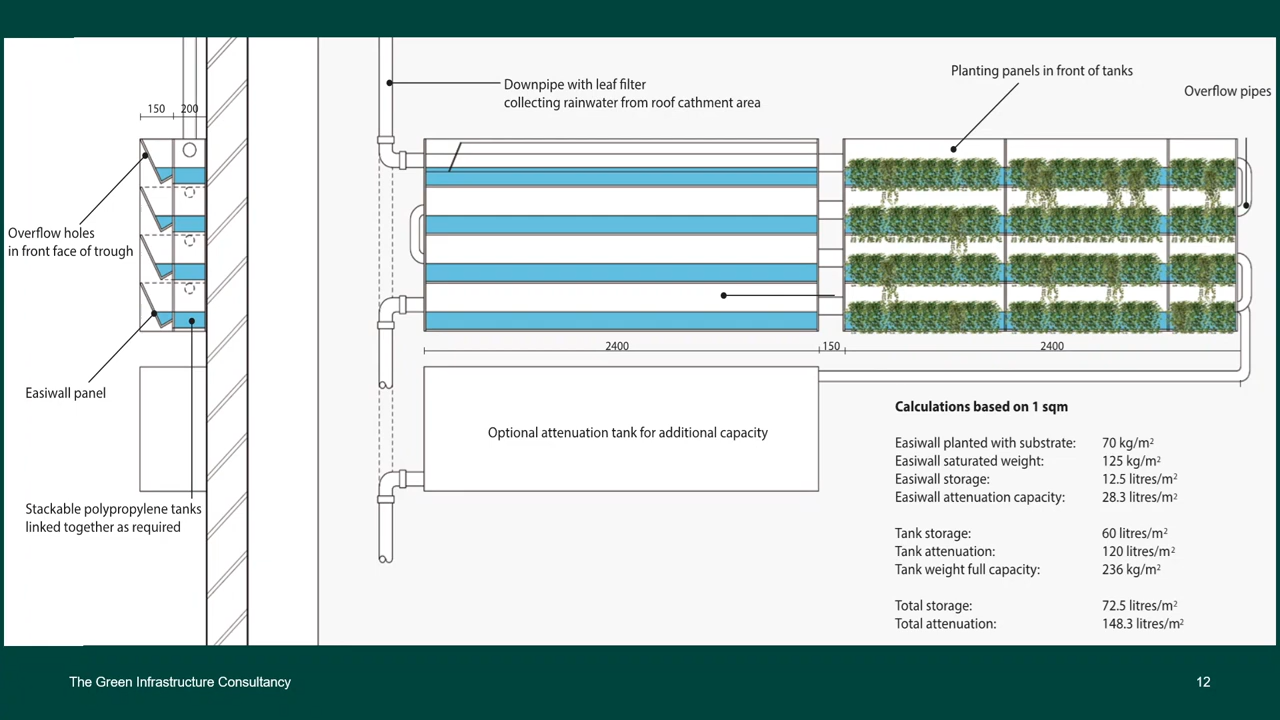 150 200
Overflow holes
in front face of trough
Easiwall panel
Stackable polypropylene tanks
linked together as required
Downpipe with leaf filter
collecting rainwater from roof cathment area
Planting panels in front of tanks
Overflow pipes
2400 150 2400
Optional attenuation tank for additional capacity
Calculations based on 1 sqm
Easiwall planted with substrate: 70 kg/m²
Easiwall saturated weight: 125 kg/m²
Easiwall storage: 12.5 litres/m²
Easiwall attenuation capacity: 28.3 litres/m²
Tank storage: 60 litres/m²
Tank attenuation: 120 litres/m²
Tank weight full capacity: 236 kg/m²
Total storage: 72.5 litres/m²
Total attenuation: 148.3 litres/m²
The Green Infrastructure Consultancy
12